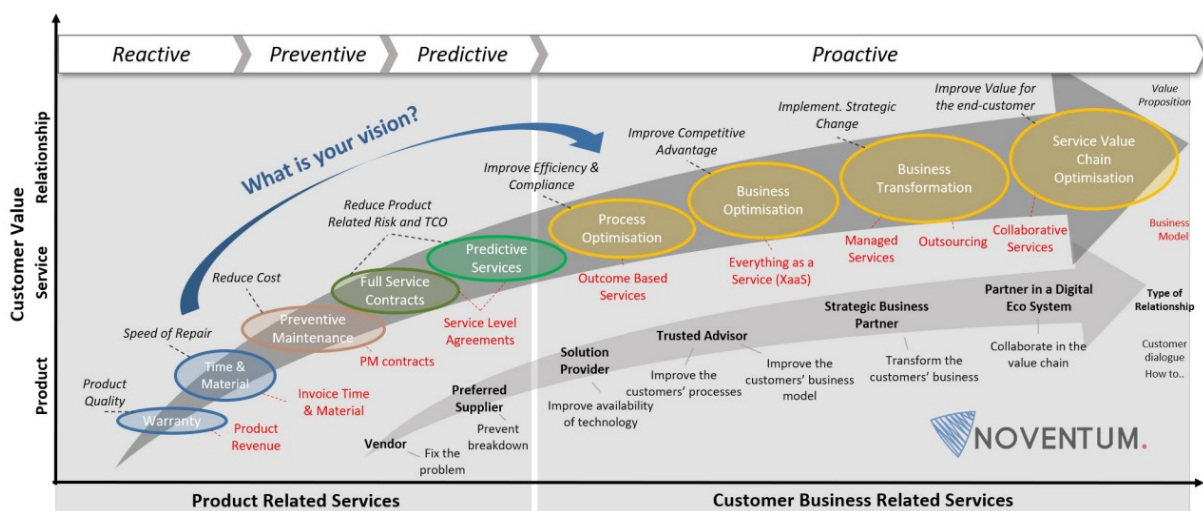 Reactive
Preventive
Predictive
Proactive
Customer Value
Product
Service
Relationship
What is your vision?
Product
Quality
Warranty
Product
Revenue
Speed of Repair
Time &
Material
Invoice Time
& Material
Reduce Cost
Preventive
Maintenance
PM contracts
Reduce Product
Related Risk and TCO
Full Service
Contracts
Predictive
Services
Service Level
Agreements
Improve Efficiency &
Compliance
Process
Optimisation
Outcome Based
Services
Improve Competitive
Advantage
Business
Optimisation
Everything as a
Service (XaaS)
Implement. Strategic
Change
Business
Transformation
Managed
Services
Outsourcing
Improve Value for
the end-customer
Service Value
Chain
Optimisation
Collaborative
Services
Value
Proposition
Business
Model
Vendor
Fix the
problem
Preferred
Supplier
Prevent
breakdown
Solution
Provider
Improve availability
of technology
Trusted Advisor
Improve the
customers' processes
Improve the
customers' business
model
Strategic Business
Partner
Transform the
customers' business
Partner in a Digital
Eco System
Collaborate in the
value chain
Type of
Relationship
Customer
dialogue
How to..
NOVENTUM.
Product Related Services
Customer Business Related Services